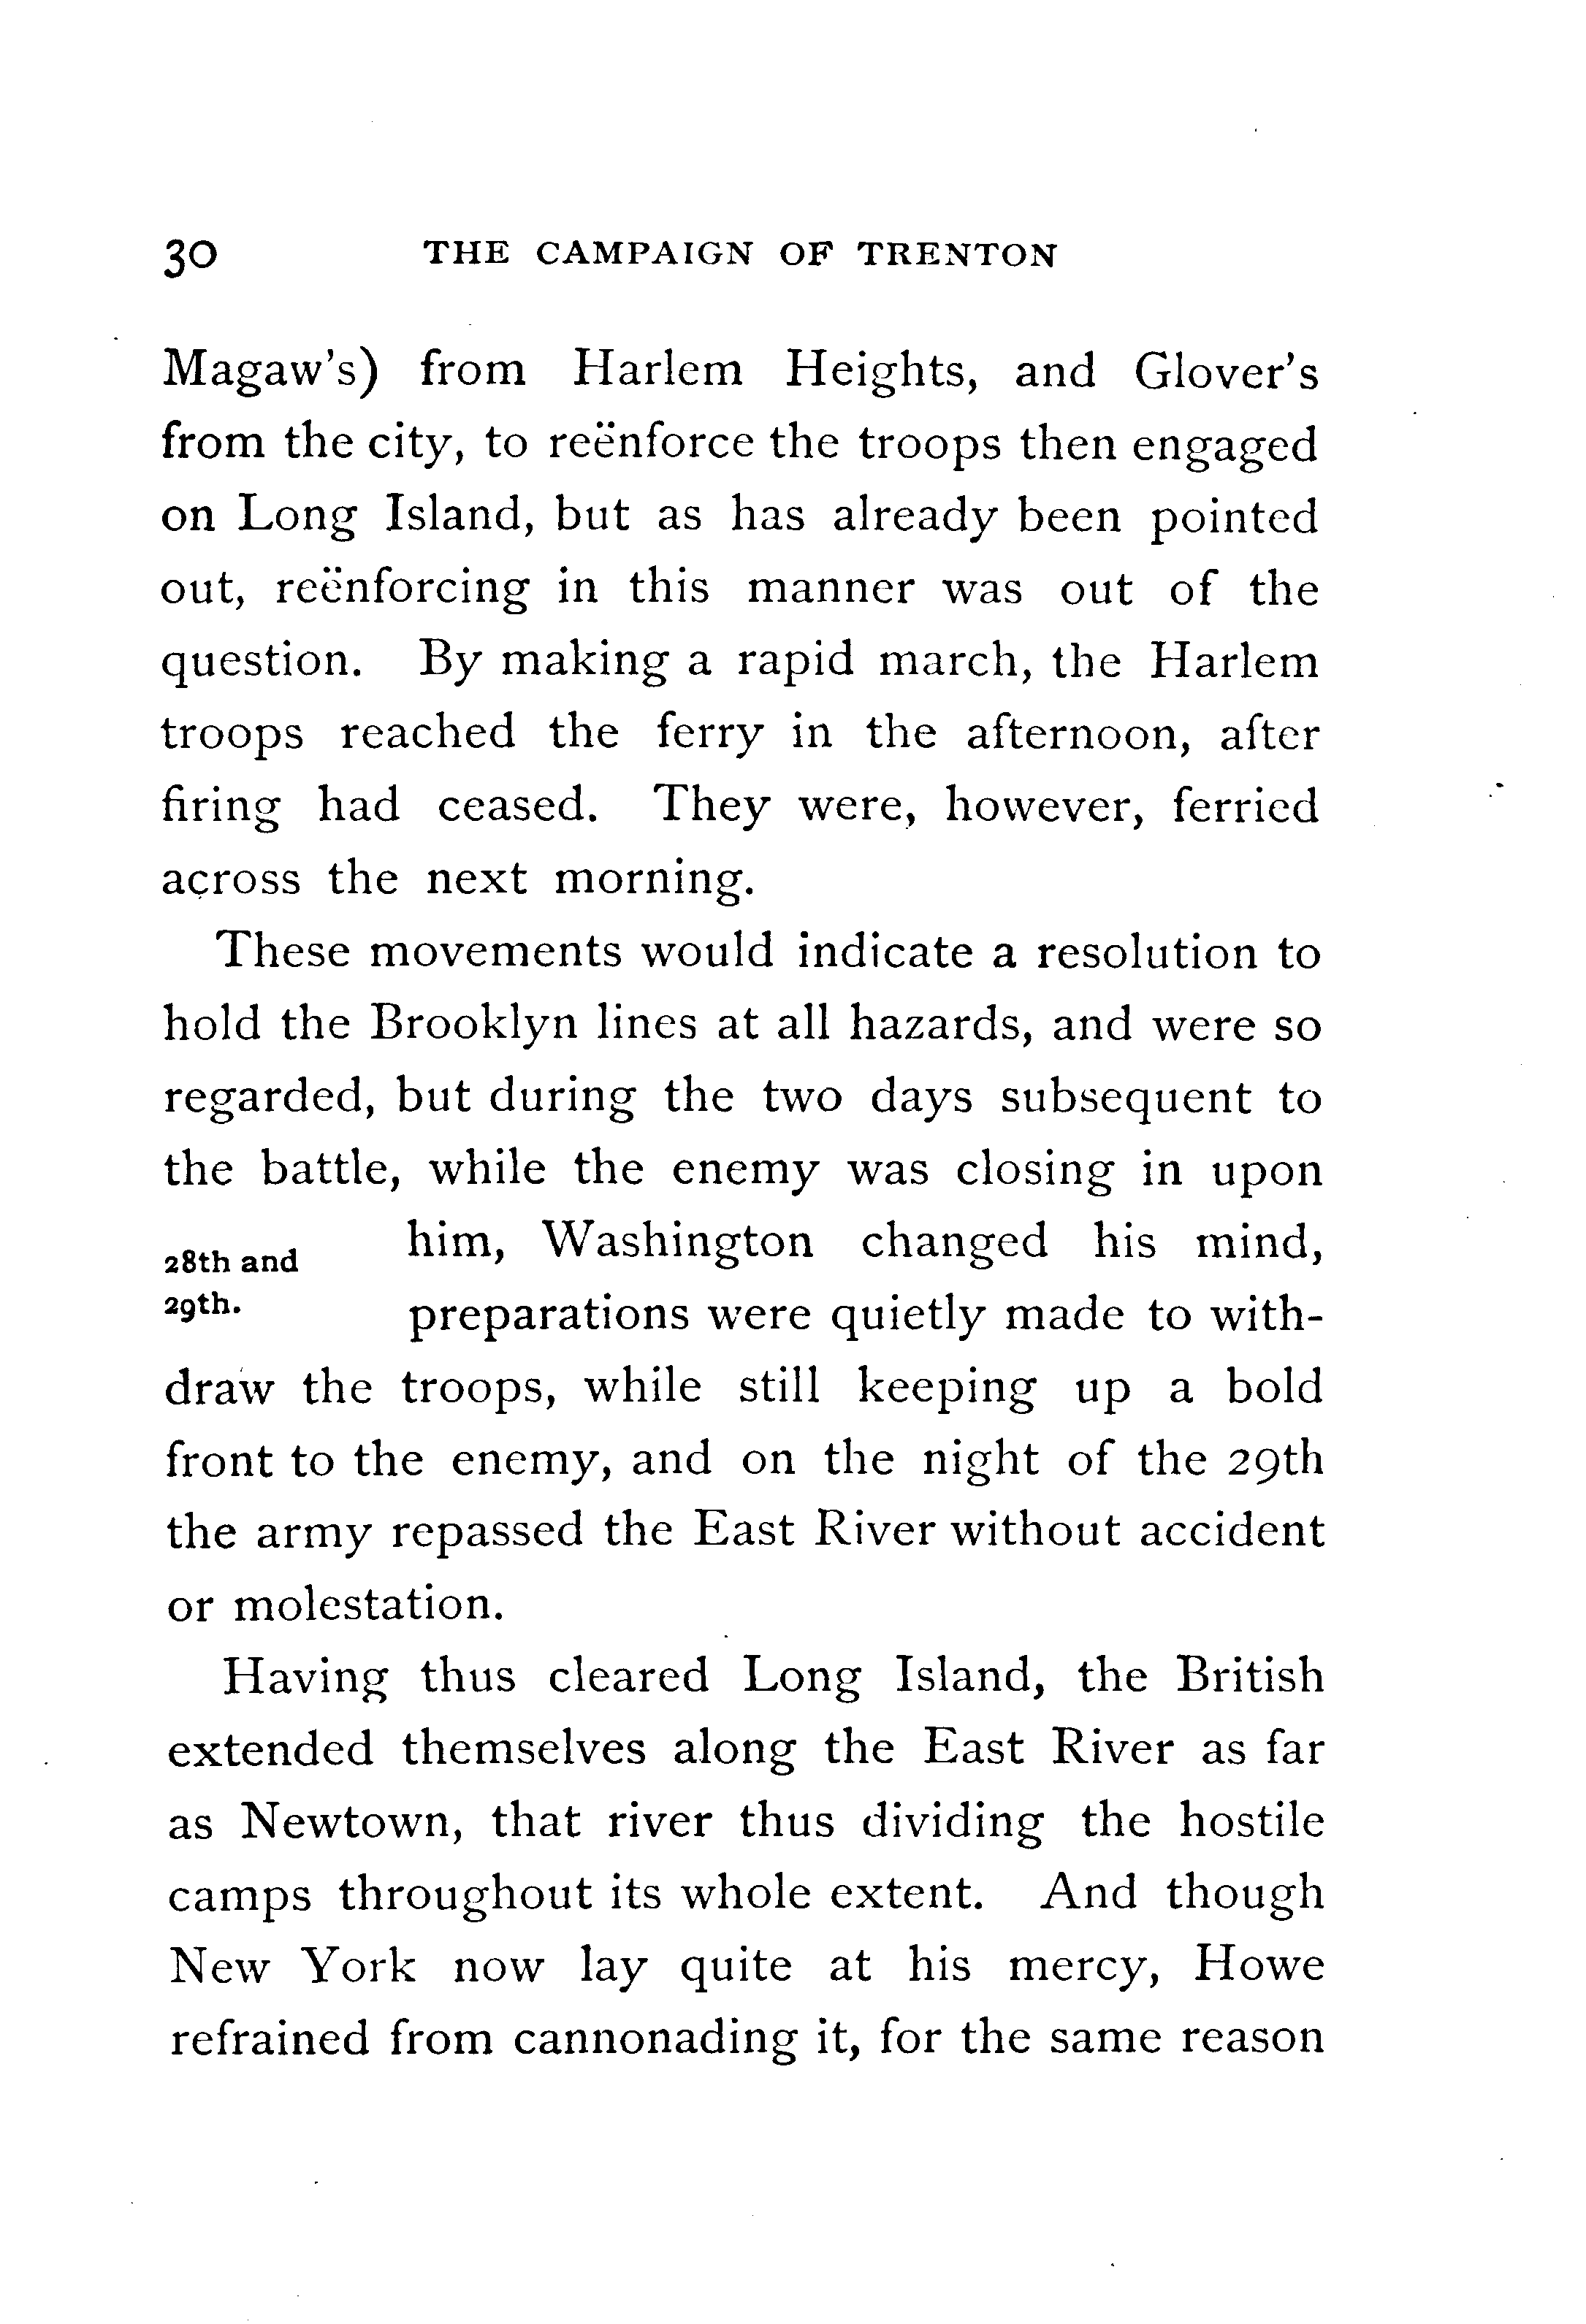 30 THE CAMPAIGN OF TRENTON
Magaw's) from Harlem Heights, and Glover's
from the city, to reënforce the troops then engaged
on Long Island, but as has already been pointed
out, reënforcing in this manner was out of the
question. By making a rapid march, the Harlem
troops reached the ferry in the afternoon, after
firing had ceased. They were, however, ferried
across the next morning.
These movements would indicate a resolution to
hold the Brooklyn lines at all hazards, and were so
regarded, but during the two days subsequent to
the battle, while the enemy was closing in upon
28th and
29th.
him, Washington changed his mind,
preparations were quietly made to with-
draw the troops, while still keeping up a bold
front to the enemy, and on the night of the 29th
the army repassed the East River without accident
or molestation.
Having thus cleared Long Island, the British
extended themselves along the East River as far
as Newtown, that river thus dividing the hostile
camps throughout its whole extent. And though
New York now lay quite at his mercy, Howe
refrained from cannonading it, for the same reason